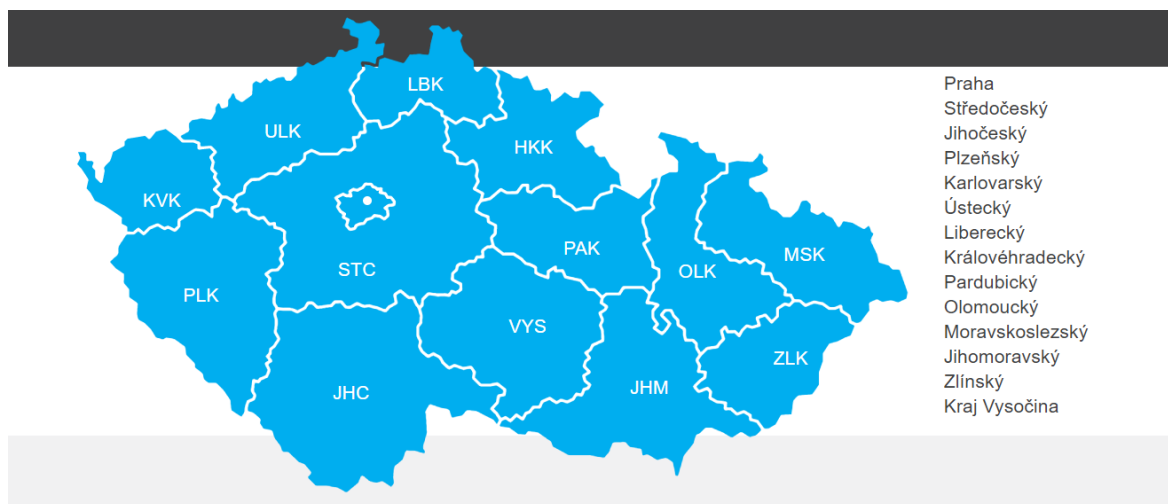 LBK
ULK
HKK
KVK
PAK
MSK
STC
OLK
PLK
VYS
ZLK
JHC
JHM
Praha
Středočeský
Jihočeský
Plzeňský
Karlovarský
Ústecký
Liberecký
Královéhradecký
Pardubický
Olomoucký
Moravskoslezský
Jihomoravský
Zlínský
Kraj Vysočina